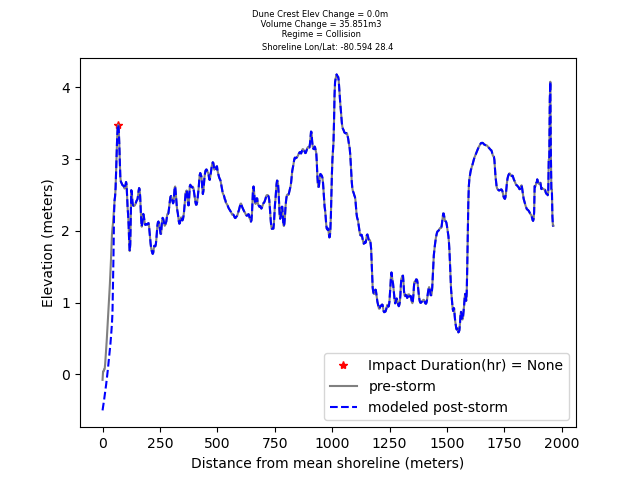 Dune Crest Elev Change = 0.0m
Volume Change = 35.851m3
Regime = Collision
Shoreline Lon/Lat: -80.594 28.4
4
3
2
1
0
Elevation (meters)
Impact Duration(hr) = None
pre-storm
modeled post-storm
0 250 500 750 1000 1250 1500 1750 2000
Distance from mean shoreline (meters)